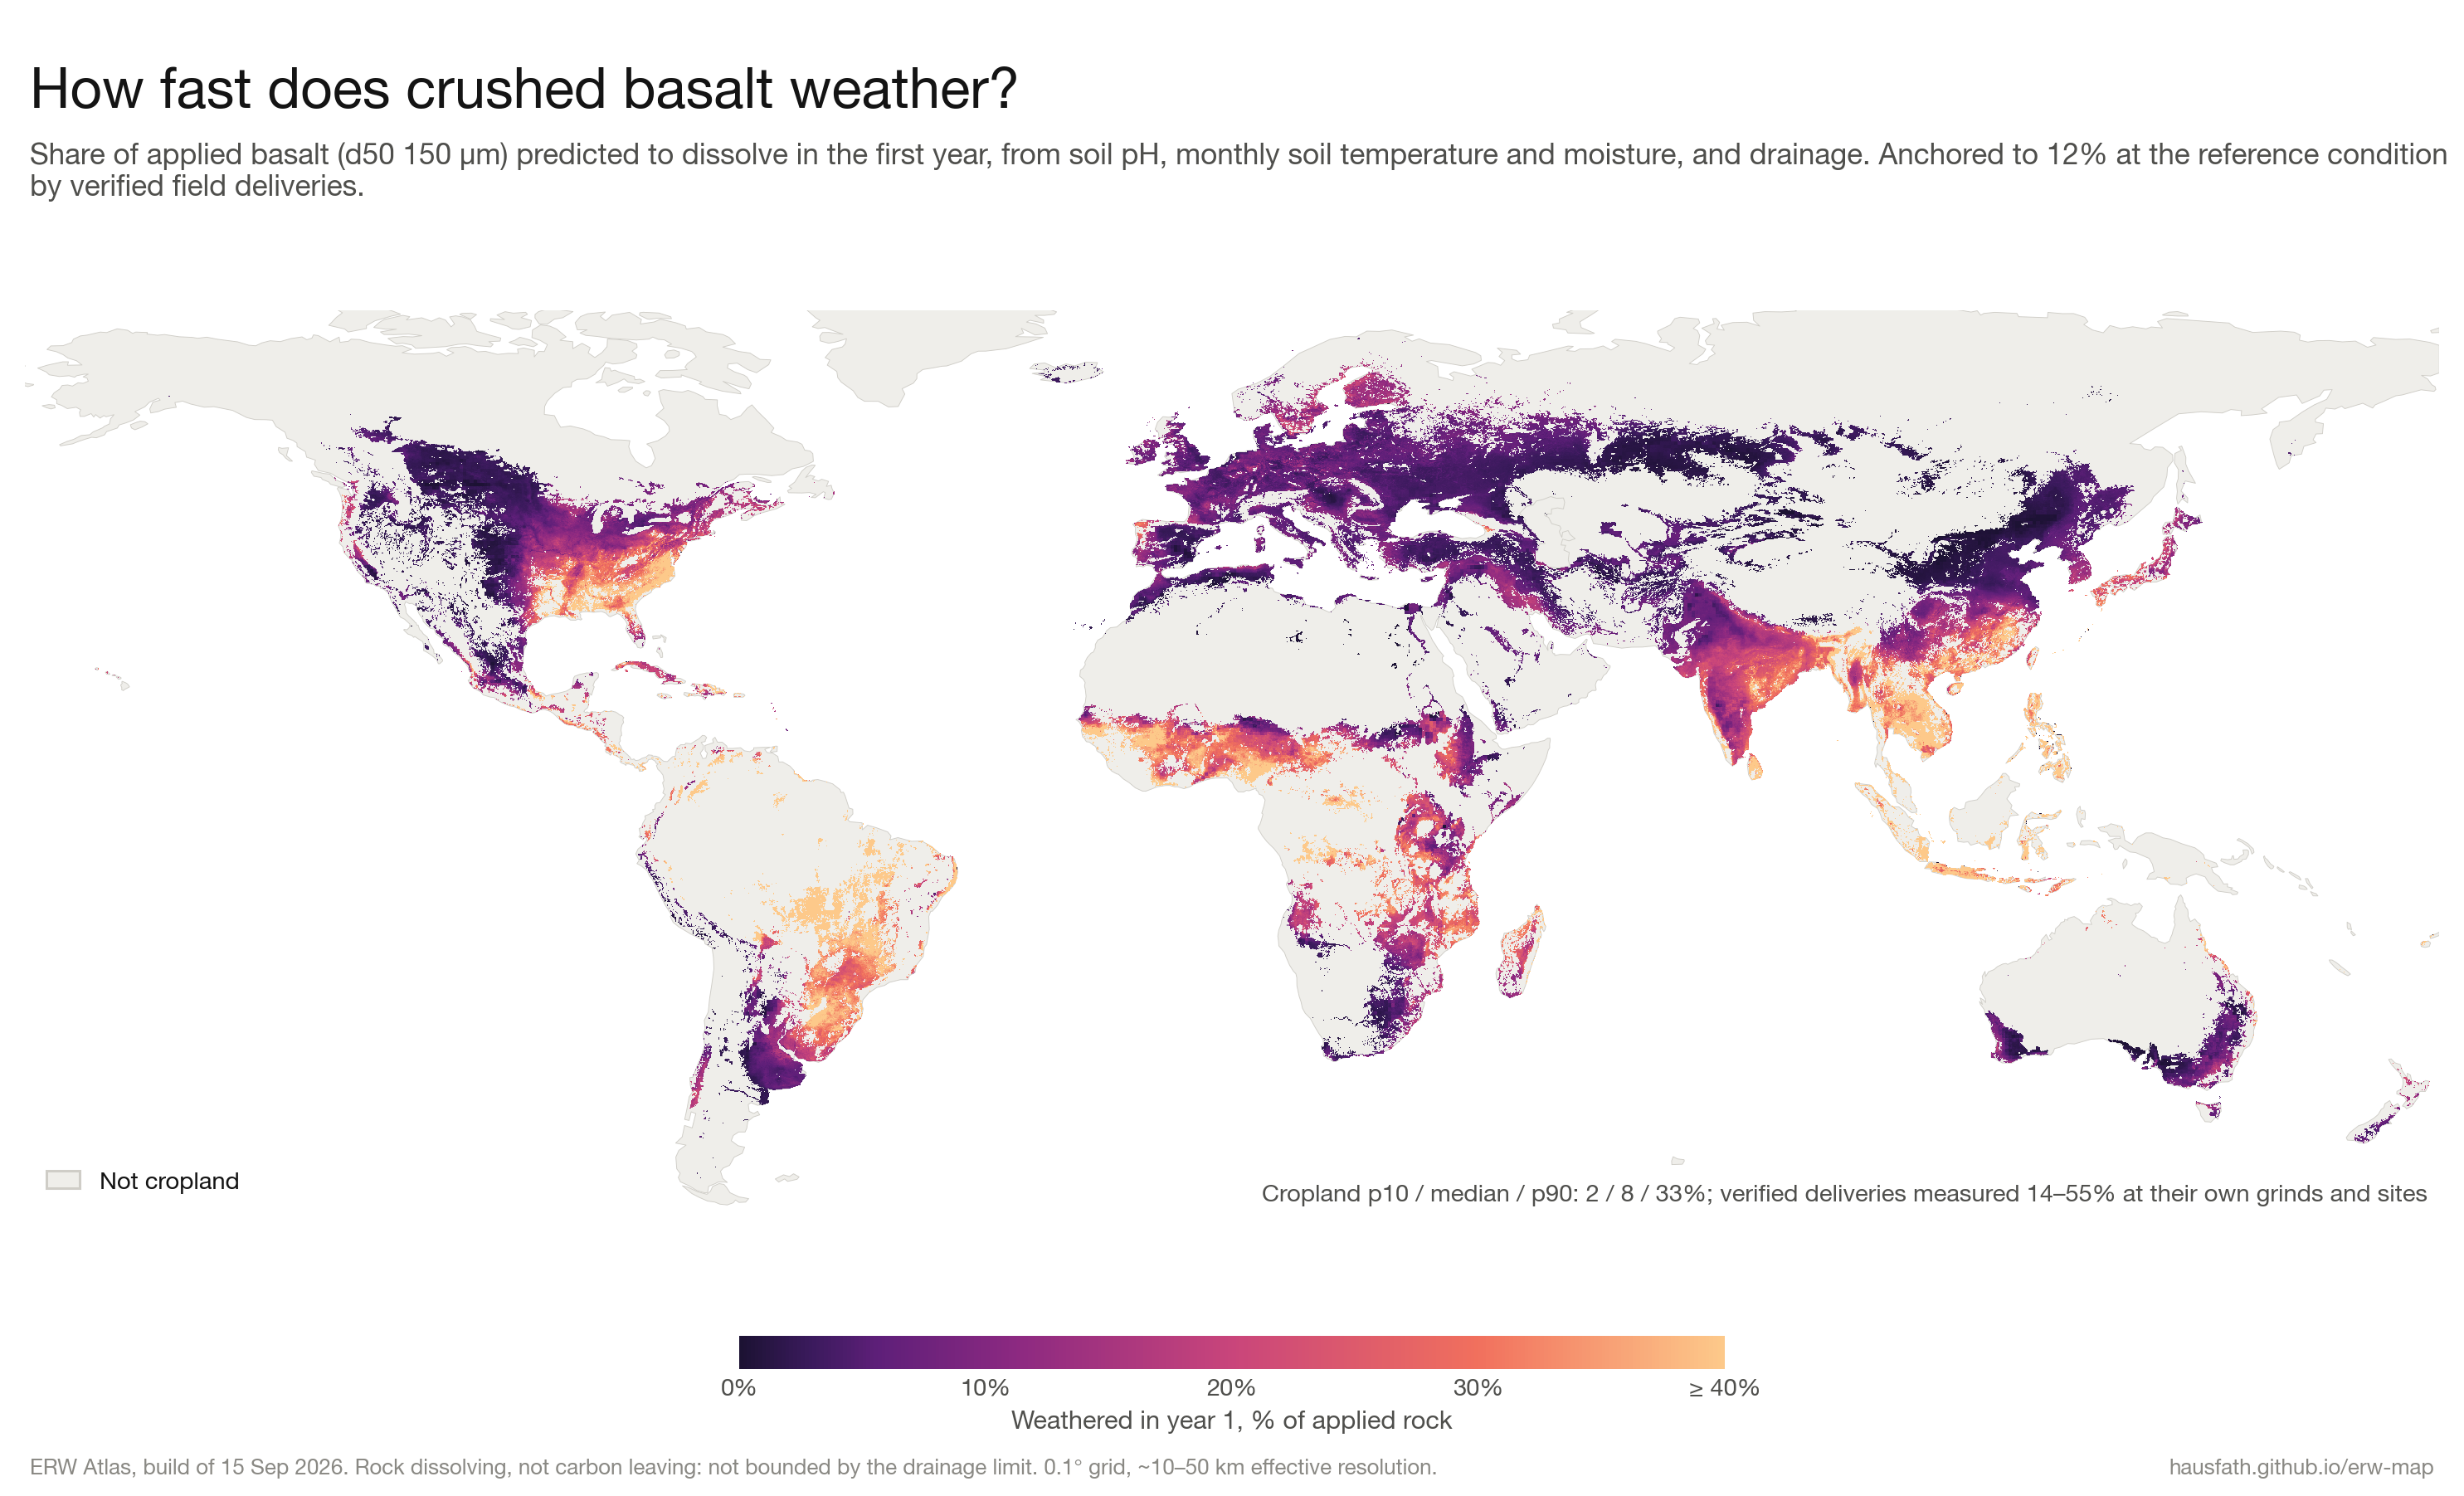 How fast does crushed basalt weather?
Share of applied basalt (d50 150 µm) predicted to dissolve in the first year, from soil pH, monthly soil temperature and moisture, and drainage. Anchored to 12% at the reference condition
by verified field deliveries.
Not cropland
Cropland p10 / median / p90: 2 / 8 / 33%; verified deliveries measured 14–55% at their own grinds and sites
0% 10% 20% 30% ≥ 40%
Weathered in year 1, % of applied rock
ERW Atlas, build of 15 Sep 2026. Rock dissolving, not carbon leaving: not bounded by the drainage limit. 0.1° grid, ~10–50 km effective resolution.
hausfath.github.io/erw-map